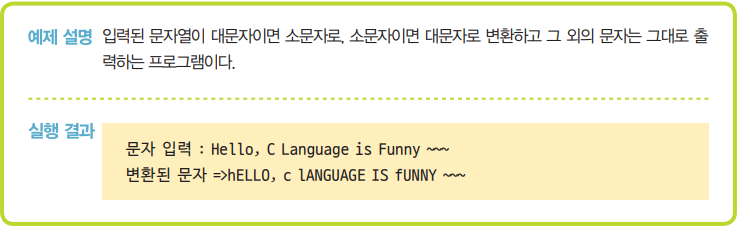 예제 설명 입력된 문자열이 대문자이면 소문자로, 소문자이면 대문자로 변환하고 그 외의 문자는 그대로 출
력하는 프로그램이다.
실행 결과
문자 입력 : Hello, C Language is Funny ~~~
변환된 문자 =>hELLO, c lANGUAGE IS fUNNY ~~~